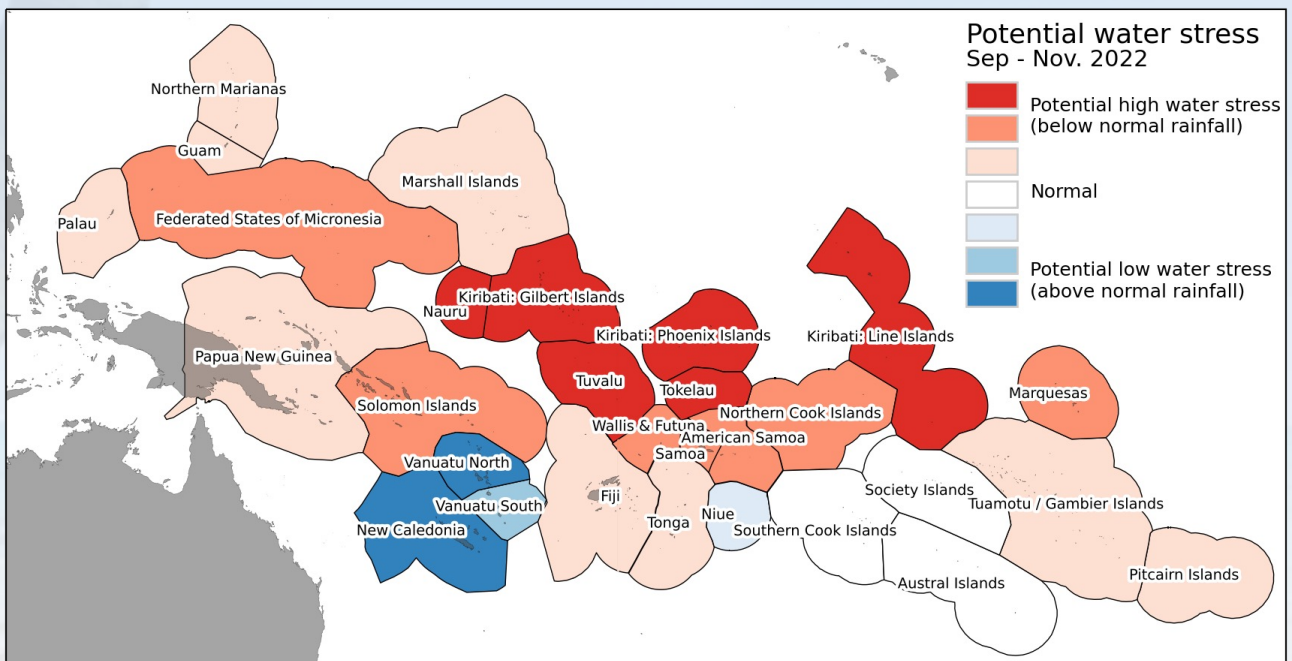 Potential water stress
Sep - Nov. 2022
Potential high water stress
(below normal rainfall)
Normal
Potential low water stress
(above normal rainfall)
Northern Marianas
Guam
Marshall Islands
Palau
Federated States of Micronesia
Nauru
Kiribati: Gilbert Islands
Kiribati: Phoenix Islands
Kiribati: Line Islands
Papua New Guinea
Tuvalu
Tokelau
Marquesas
Solomon Islands
Northern Cook Islands
Wallis & Futuna
American Samoa
Samoa
Vanuatu North
Society Islands
Fiji
Vanuatu South
Tuamotu / Gambier Islands
Niue
Tonga
New Caledonia
Southern Cook Islands
Austral Islands
Pitcairn Islands